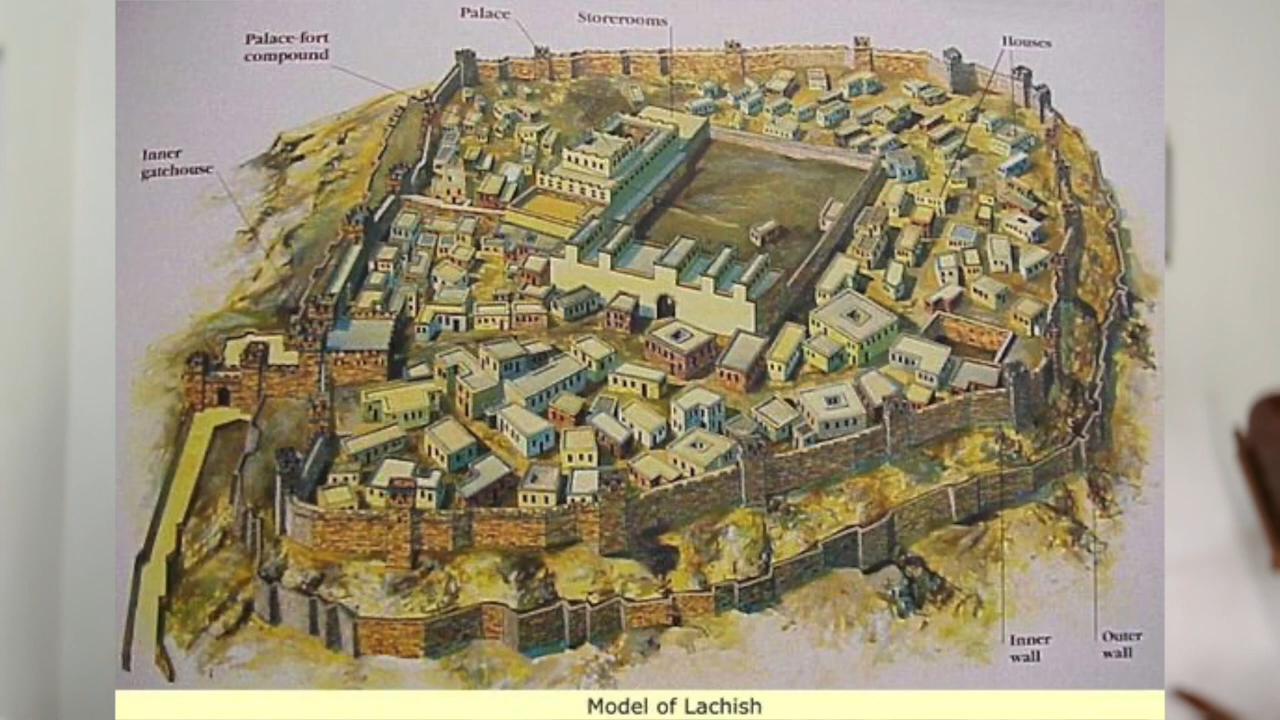 Palace
Storerooms
Palace-fort
compound
Houses
Inner
gatehouse
Inner
wall
Outer
wall
Model of Lachish